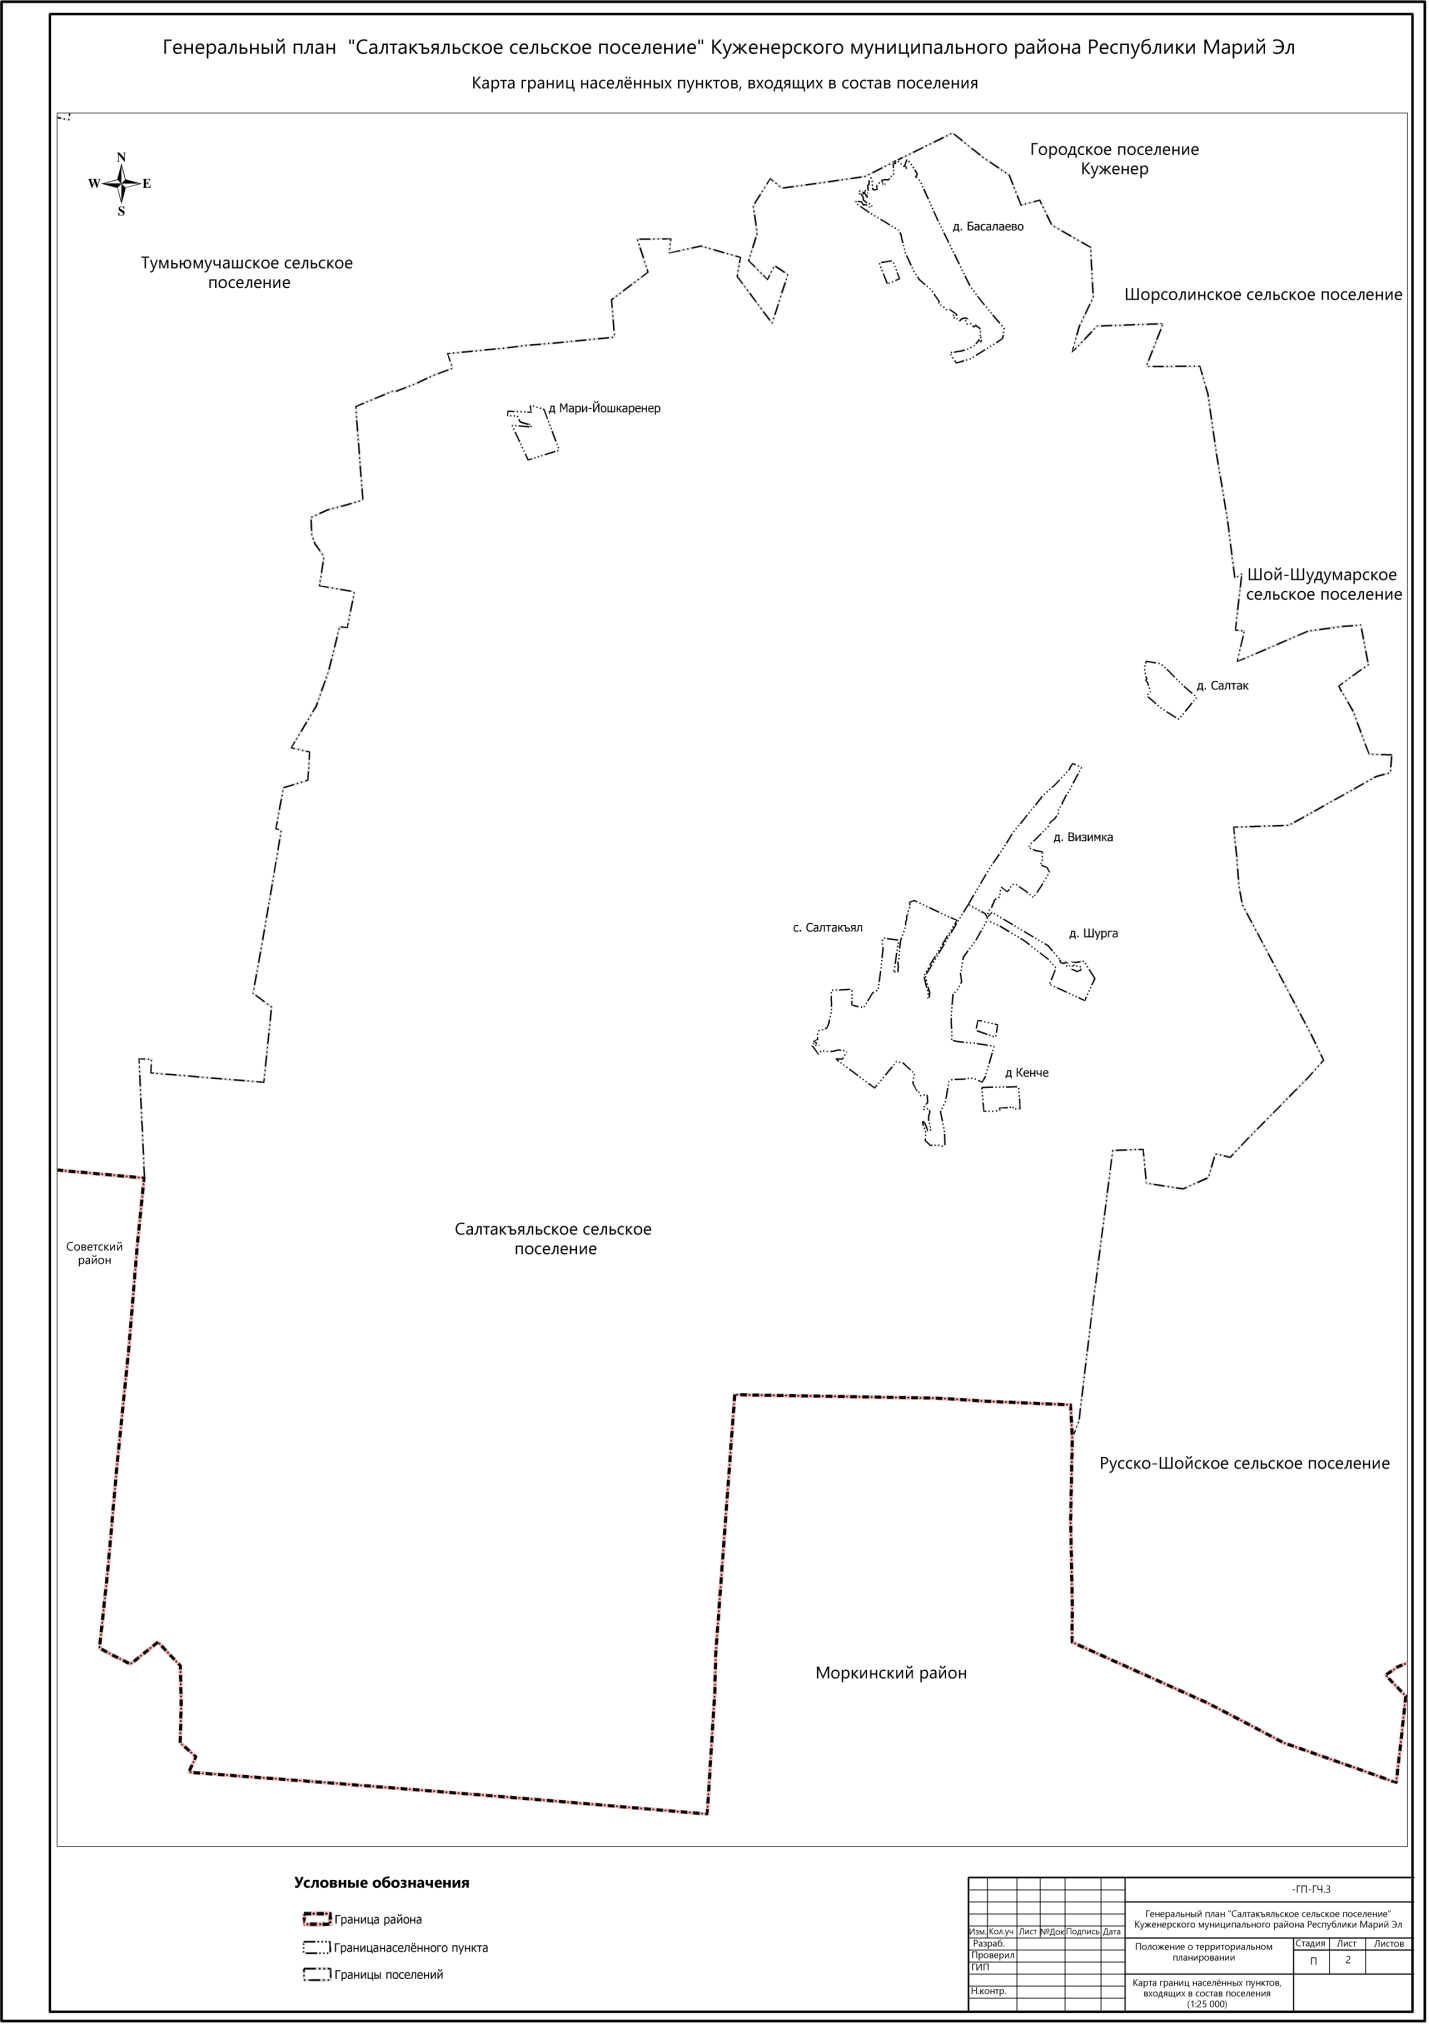 Генеральный план "Салтакъяльское сельское поселение" Куженерского муниципального района Республики Марий Эл
Карта границ населённых пунктов, входящих в состав поселения
N
W E
S
Городское поселение
Куженер
д. Басалаево
Тумьюмучашское сельское
поселение
Шорсолинское сельское поселение
д Мари-Йошкаренер
Шой-Шудумарское
сельское поселение
д. Салтак
д. Визимка
с. Салтакъял
д. Шурга
д Кенче
Салтакъяльское сельское
поселение
Советский
район
Русско-Шойское сельское поселение
Моркинский район
Условные обозначения
Граница района
Границанаселённого пункта
Границы поселений
-ГП-ГЧ.3
Генеральный план "Салтакъяльское сельское поселение"
Куженерского муниципального района Республики Марий Эл
Изм. Кол.уч Лист №Док Подпись Дата
Разраб.
Проверил
ГИП
Н.контр.
Положение о территориальном
планировании
Стадия Лист Листов
П 2
Карта границ населённых пунктов,
входящих в состав поселения
(1:25 000)